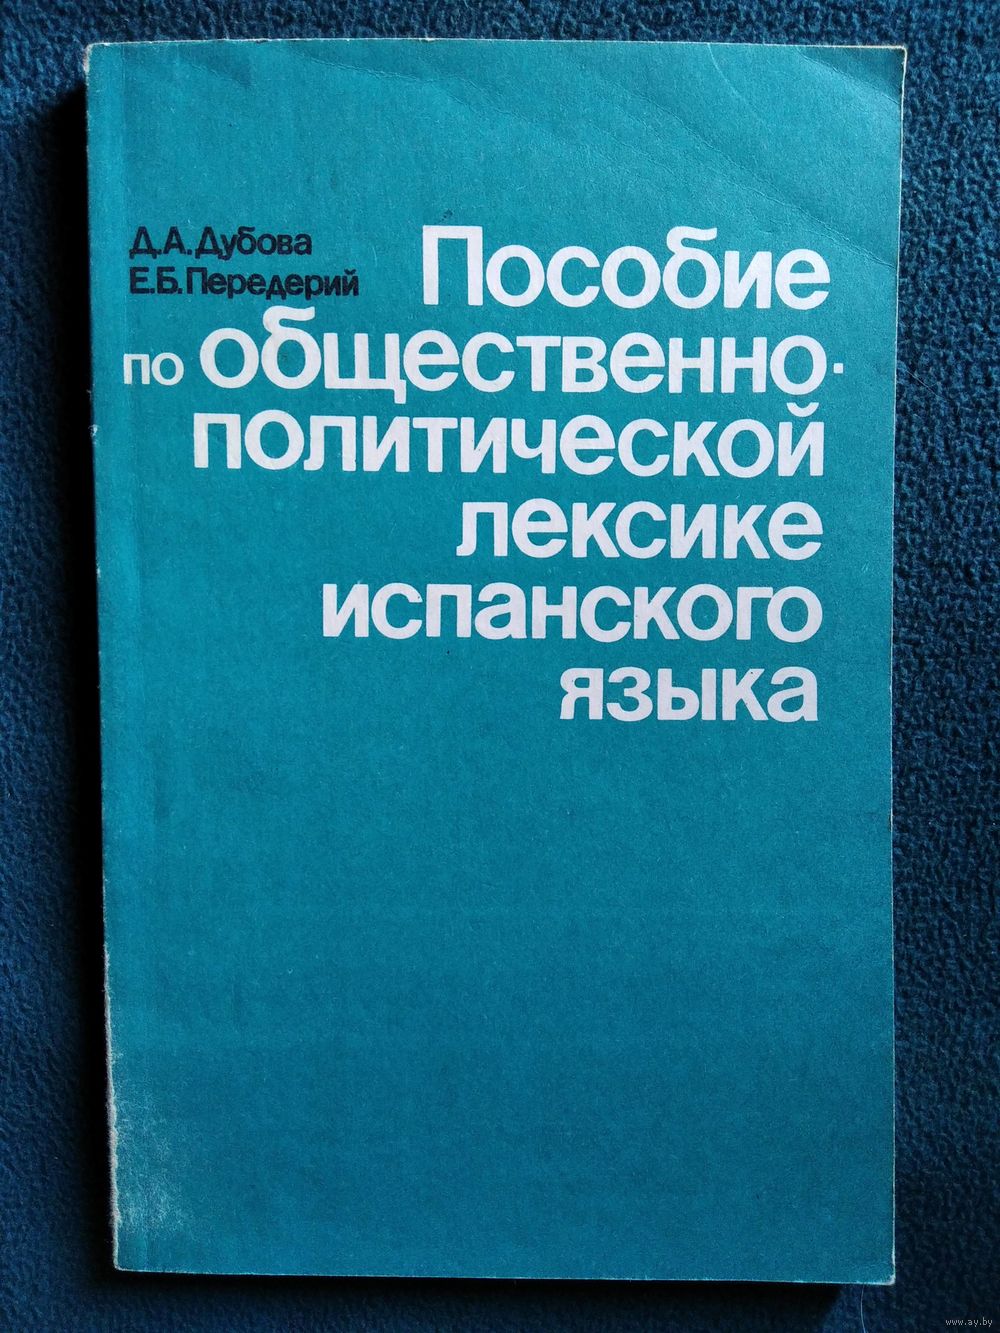 Д.А.Дубова
Е.Б.Передерий
Пособие
по общественно-
политической
лексике
испанского
языка
www.ay.by